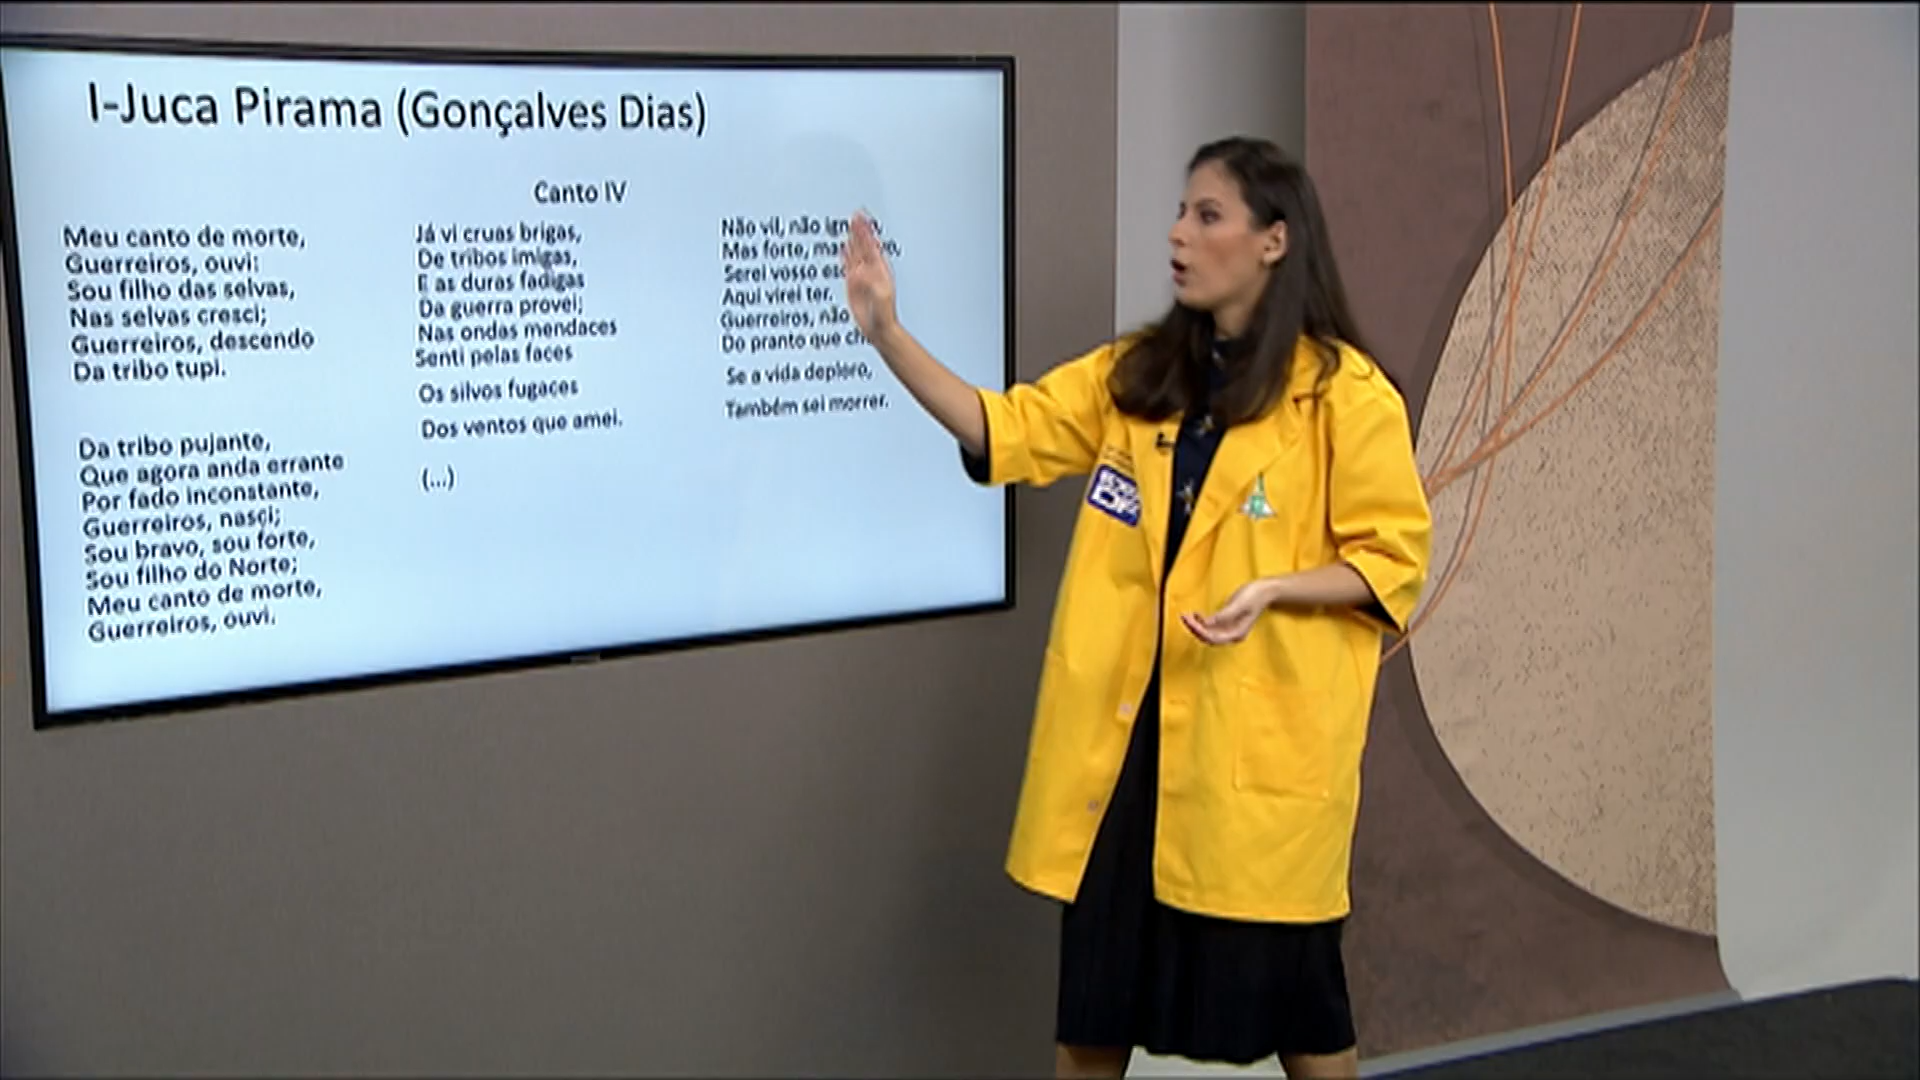 I-Juca Pirama (Gonçalves Dias)
Canto IV
Meu canto de morte,
Guerreiros, ouvi:
Sou filho das selvas,
Nas selvas cresci;
Guerreiros, descendo
Da tribo tupi.
Da tribo pujante,
Que agora anda errante
Por fado inconstante,
Guerreiros, nasci;
Sou bravo, sou forte,
Sou filho do Norte;
Meu canto de morte,
Guerreiros, ouvi.
Já vi cruas brigas,
De tribos imigas,
E as duras fadigas
Da guerra provei;
Nas ondas mendaces
Senti pelas faces
Os silvos fugaces
Dos ventos que amei.
(...)
Não vil, não
Mas forte,
Serei vosso
Aqui virei ter.
Guerreiros, não
Do pranto que
Se a vida deploro,
Também sei morrer.